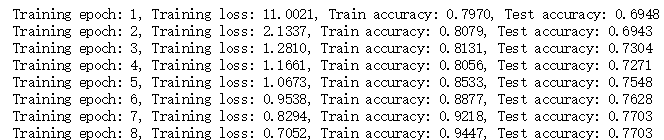 Training epoch: 1, Training loss: 11.0021, Train accuracy: 0.7970, Test accuracy: 0.6948
Training epoch: 2, Training loss: 2.1337, Train accuracy: 0.8079, Test accuracy: 0.6943
Training epoch: 3, Training loss: 1.2810, Train accuracy: 0.8131, Test accuracy: 0.7304
Training epoch: 4, Training loss: 1.1661, Train accuracy: 0.8056, Test accuracy: 0.7271
Training epoch: 5, Training loss: 1.0673, Train accuracy: 0.8533, Test accuracy: 0.7548
Training epoch: 6, Training loss: 0.9538, Train accuracy: 0.8877, Test accuracy: 0.7628
Training epoch: 7, Training loss: 0.8294, Train accuracy: 0.9218, Test accuracy: 0.7703
Training epoch: 8, Training loss: 0.7052, Train accuracy: 0.9447, Test accuracy: 0.7703